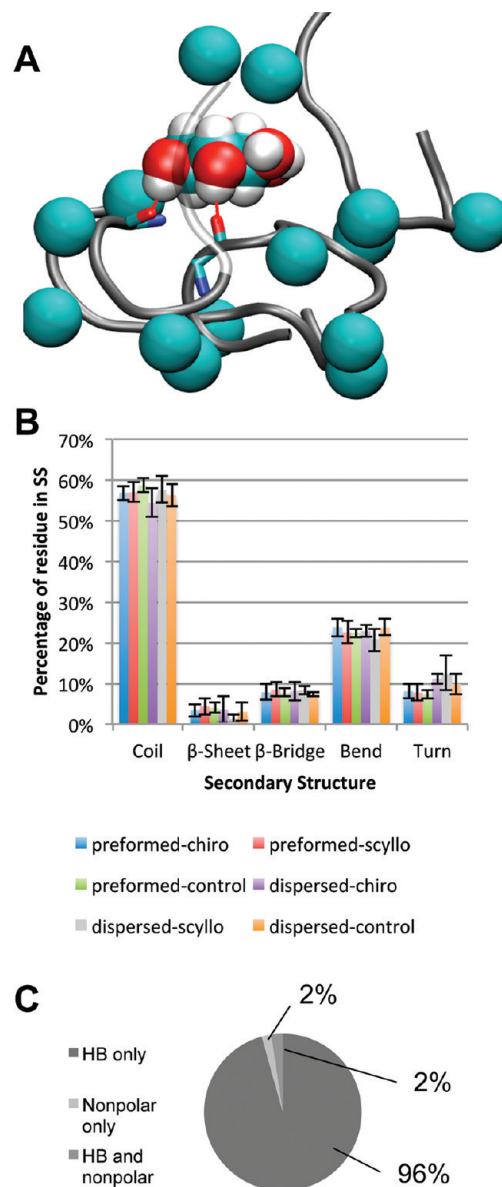 A
B
70%
60%
50%
40%
30%
20%
10%
0%
Percentage of residue in SS
Coil β-Sheet β-Bridge Bend Turn
Secondary Structure
preformed-chiro preformed-scyllo
preformed-control dispersed-chiro
dispersed-scyllo dispersed-control
C
2%
HB only
2%
Nonpolar
only
HB and
nonpolar
96%